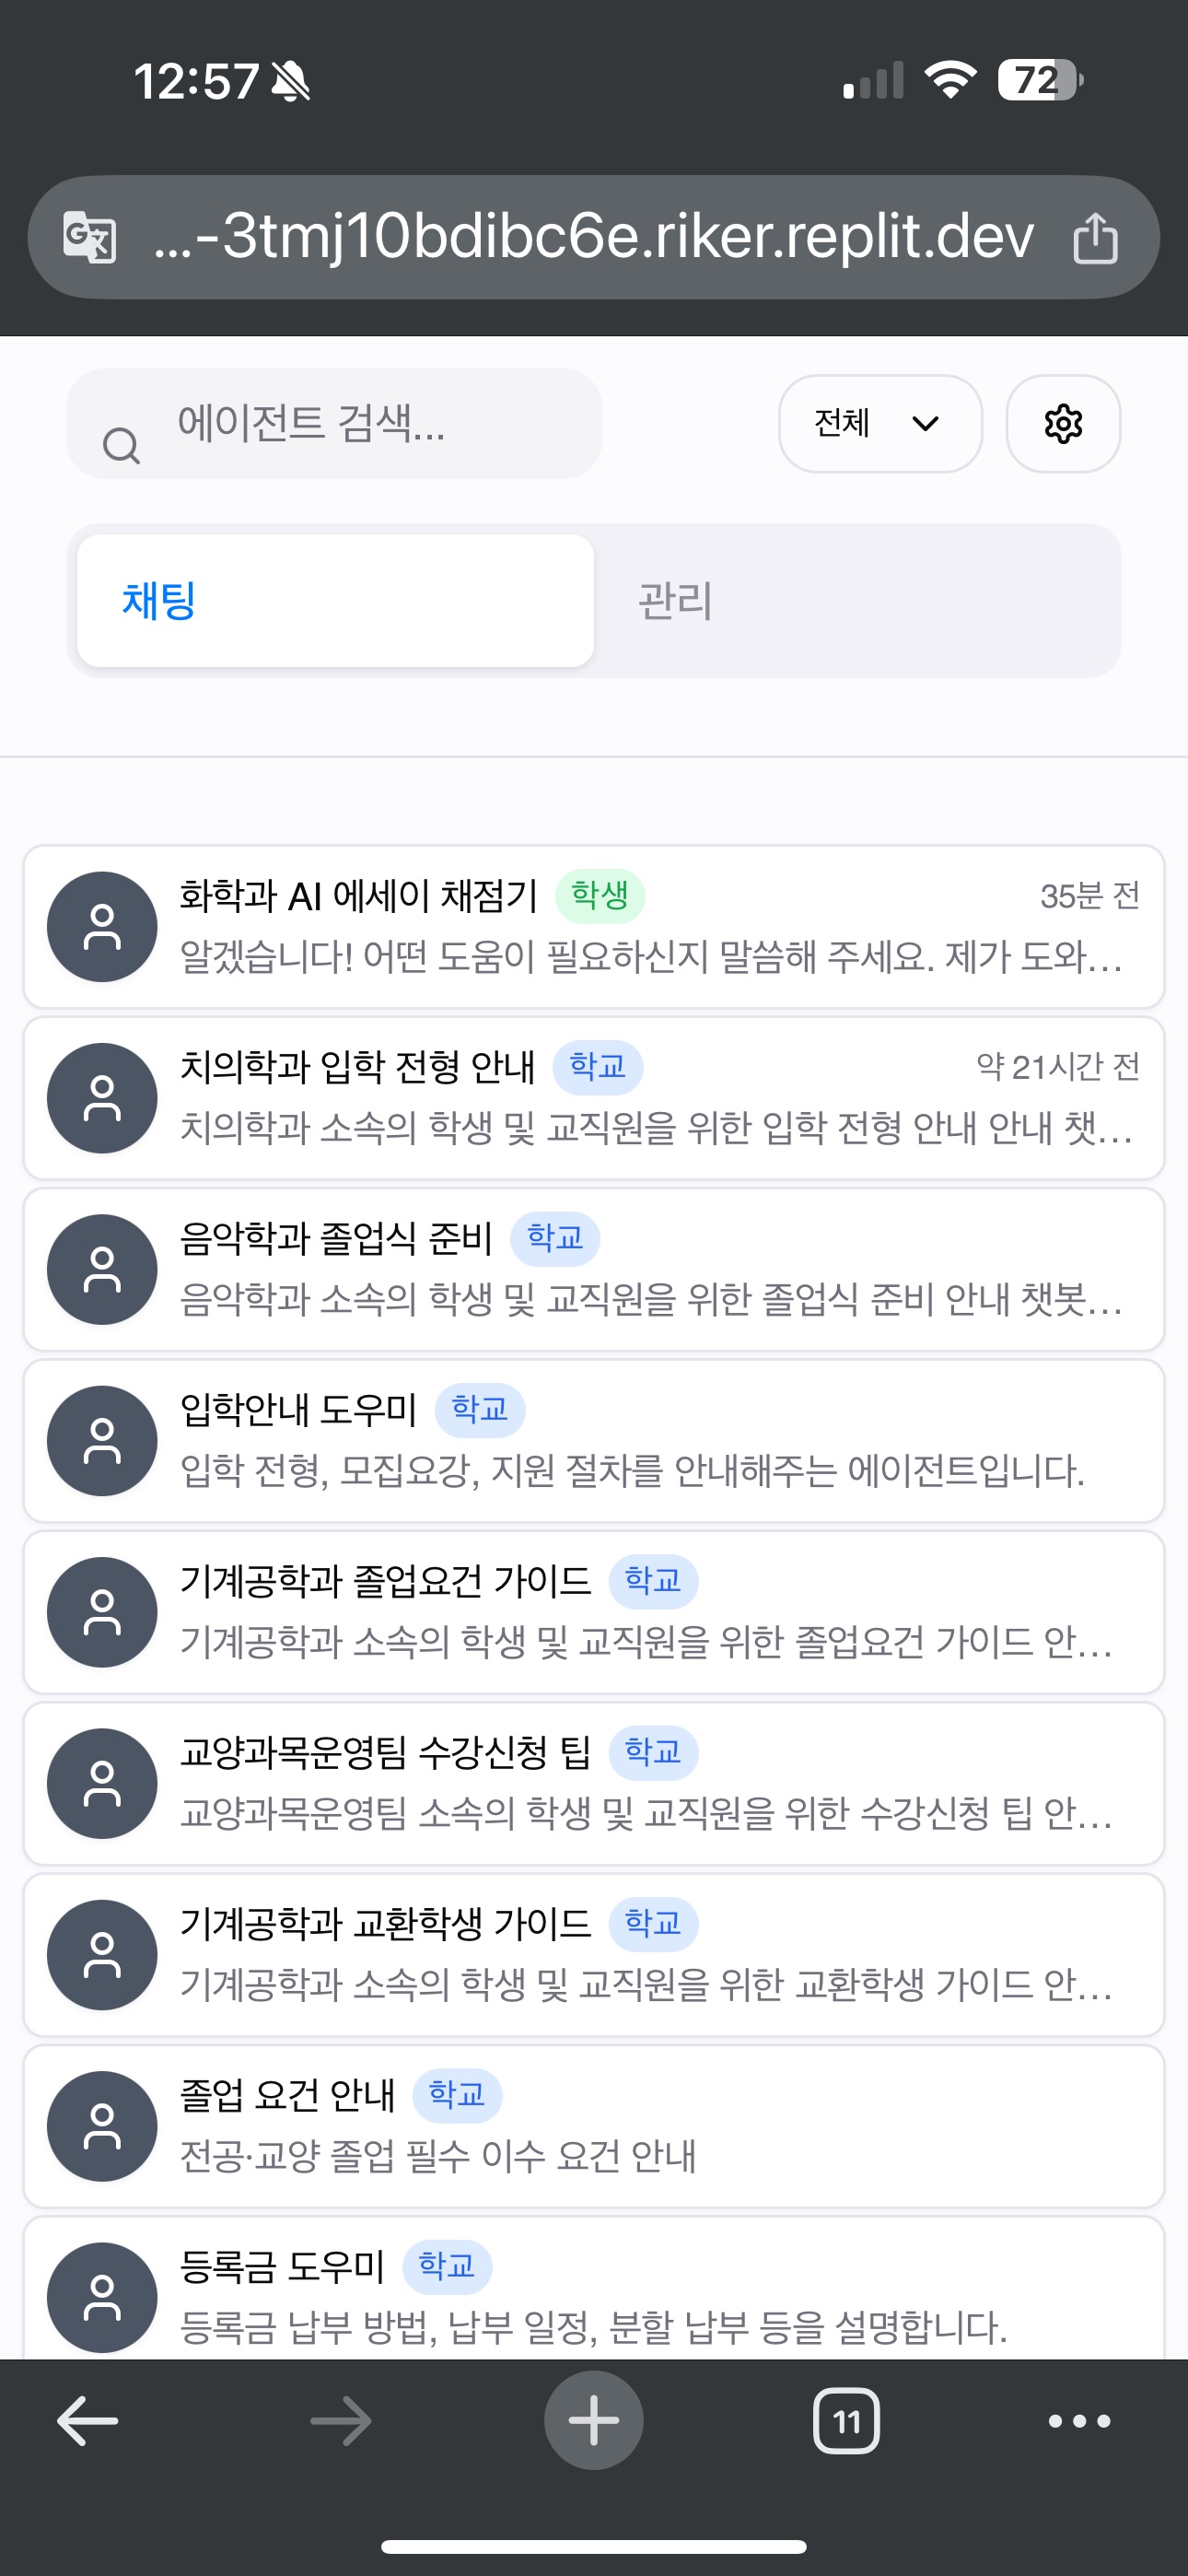 12:57
72
...-3tmj10bdibc6e.riker.replit.dev
에이전트 검색...
전체
채팅
관리
화학과 AI 에세이 채점기 학생 35분 전
알겠습니다! 어떤 도움이 필요하신지 말씀해 주세요. 제가 도와...
치의학과 입학 전형 안내 학교 약 21시간 전
치의학과 소속의 학생 및 교직원을 위한 입학 전형 안내 안내 챗...
음악학과 졸업식 준비 학교
음악학과 소속의 학생 및 교직원을 위한 졸업식 준비 안내 챗봇...
입학안내 도우미 학교
입학 전형, 모집요강, 지원 절차를 안내해주는 에이전트입니다.
기계공학과 졸업요건 가이드 학교
기계공학과 소속의 학생 및 교직원을 위한 졸업요건 가이드 안...
교양과목운영팀 수강신청 팁 학교
교양과목운영팀 소속의 학생 및 교직원을 위한 수강신청 팁 안...
기계공학과 교환학생 가이드 학교
기계공학과 소속의 학생 및 교직원을 위한 교환학생 가이드 안...
졸업 요건 안내 학교
전공·교양 졸업 필수 이수 요건 안내
등록금 도우미 학교
등록금 납부 방법, 납부 일정, 분할 납부 등을 설명합니다.
11